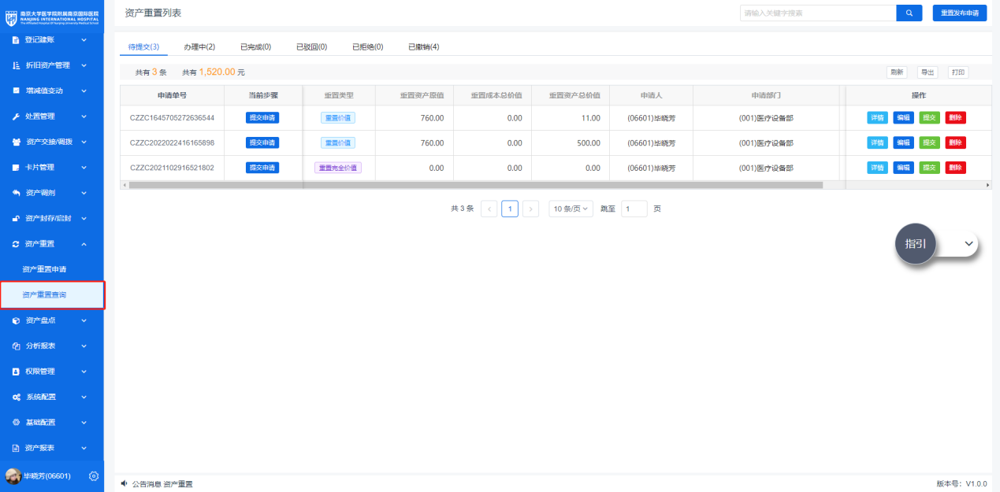 南京大学医学院附属南京国际医院
NANJING INTERNATIONAL HOSPITAL
The Affiliated Hospital of Nanjing University Medical School
登记建账
折旧资产管理
增减值变动
处置管理
资产交接/调拨
卡片管理
资产调剂
资产封存/启封
资产重置
资产重置申请
资产重置查询
资产盘点
分析报表
权限管理
系统配置
基础配置
资产报表
毕晓芳(06601)
资产重置列表
请输入关键字搜索
重置发布申请
待提交(3) 办理中(2) 已完成(0) 已驳回(0) 已拒绝(0) 已撤销(4)
共有 3 条 共有 1,520.00 元 刷新 导出 打印
申请单号 当前步骤 重置类型 重置资产原值 重置成本总价值 重置资产总价值 申请人 申请部门 操作
CZZC1645705272636544 提交申请 重置价值 760.00 0.00 11.00 (06601)毕晓芳 (001)医疗设备部 详情 编辑 提交 删除
CZZC2022022416165898 提交申请 重置价值 760.00 0.00 500.00 (06601)毕晓芳 (001)医疗设备部 详情 编辑 提交 删除
CZZC2021102916521802 提交申请 重置完全价值 0.00 0.00 0.00 (06601)毕晓芳 (001)医疗设备部 详情 编辑 提交 删除
共 3 条 1 10 条/页 跳至 1 页
指引
公告消息 资产重置
版本号：V1.0.0